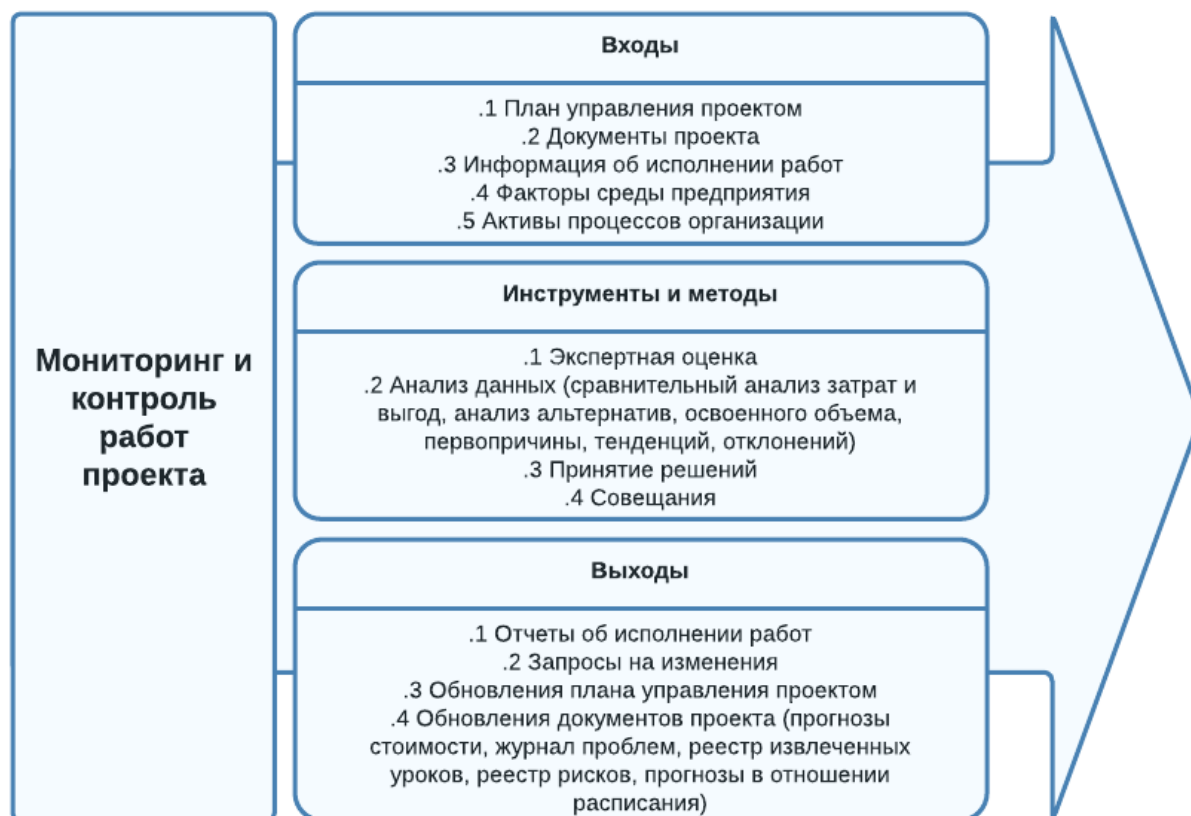 Мониторинг и
контроль
работ
проекта
Входы
.1 План управления проектом
.2 Документы проекта
.3 Информация об исполнении работ
.4 Факторы среды предприятия
.5 Активы процессов организации
Инструменты и методы
.1 Экспертная оценка
.2 Анализ данных (сравнительный анализ затрат и
выгод, анализ альтернатив, освоенного объема,
первопричины, тенденций, отклонений)
.3 Принятие решений
.4 Совещания
Выходы
.1 Отчеты об исполнении работ
.2 Запросы на изменения
.3 Обновления плана управления проектом
.4 Обновления документов проекта (прогнозы
стоимости, журнал проблем, реестр извлеченных
уроков, реестр рисков, прогнозы в отношении
расписания)